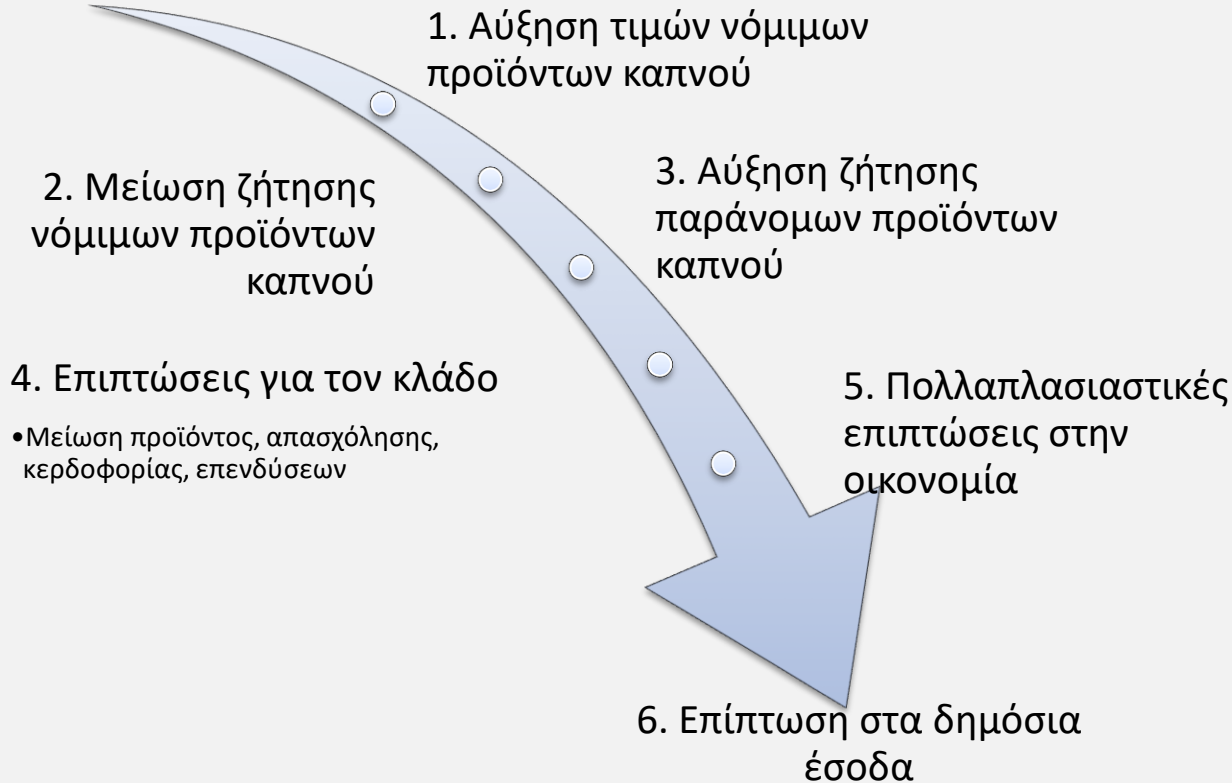 1. Αύξηση τιμών νόμιμων
προϊόντων καπνού
2. Μείωση ζήτησης
νόμιμων προϊόντων
καπνού
3. Αύξηση ζήτησης
παράνομων προϊόντων
καπνού
4. Επιπτώσεις για τον κλάδο
•Μείωση προϊόντος, απασχόλησης,
κερδοφορίας, επενδύσεων
5. Πολλαπλασιαστικές
επιπτώσεις στην
οικονομία
6. Επίπτωση στα δημόσια
έσοδα